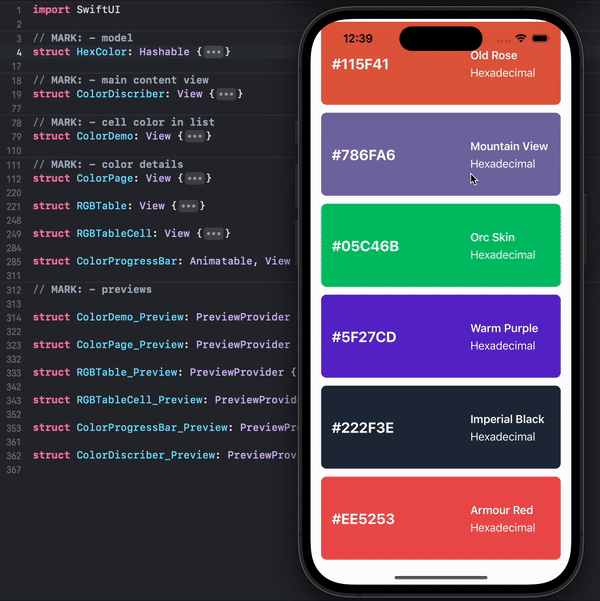 1 import SwiftUI
2
3 // MARK: - model
4 struct HexColor: Hashable {•••}
17
18 // MARK: - main content view
19 struct ColorDiscriber: View {•••}
77
78 // MARK: - cell color in list
79 struct ColorDemo: View {•••}
110
111 // MARK: - color details
112 struct ColorPage: View {•••}
220
221 struct RGBTable: View {•••}
248
249 struct RGBTableCell: View {•••}
284
285 struct ColorProgressBar: Animatable, View
311
312 // MARK: - previews
313
314 struct ColorDemo_Preview: PreviewProvider
322
323 struct ColorPage_Preview: PreviewProvider
332
333 struct RGBTable_Preview: PreviewProvider {
342
343 struct RGBTableCell_Preview: PreviewProvid
352
353 struct ColorProgressBar_Preview: PreviewPr
361
362 struct ColorDiscriber_Preview: PreviewProv
367
12:39
Old Rose
#115F41
Hexadecimal
Mountain View
#786FA6
Hexadecimal
Orc Skin
#05C46B
Hexadecimal
Warm Purple
#5F27CD
Hexadecimal
Imperial Black
#222F3E
Hexadecimal
Armour Red
#EE5253
Hexadecimal